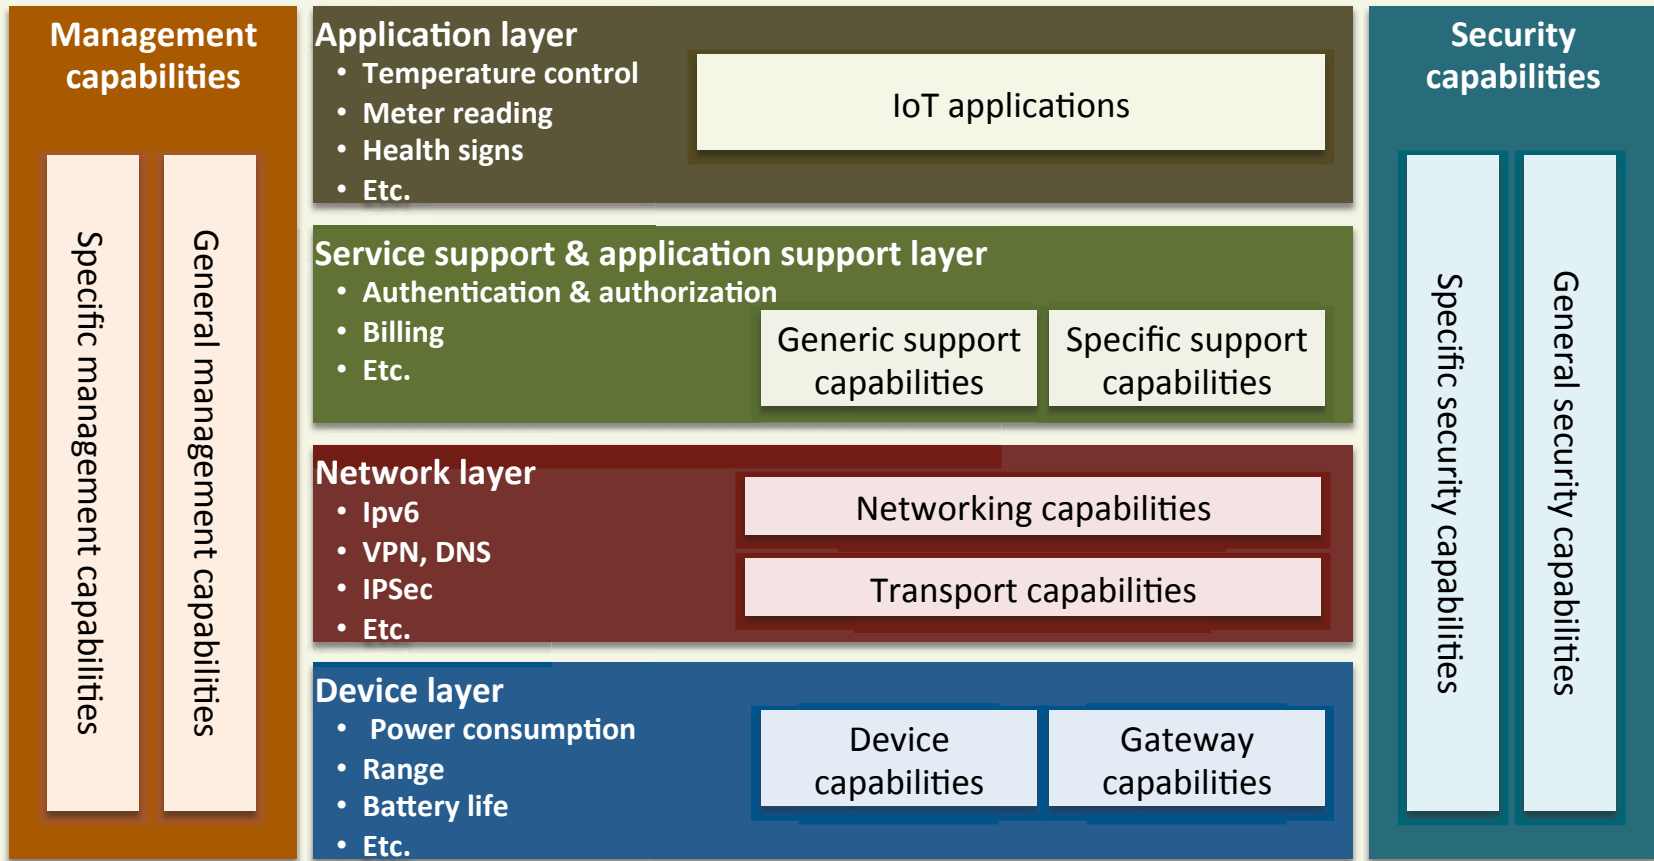 Management
capabilities
Specific management capabilities
General management capabilities
Application layer
• Temperature control
• Meter reading
• Health signs
• Etc.
IoT applications
Service support & application support layer
• Authentication & authorization
• Billing
• Etc.
Generic support
capabilities
Specific support
capabilities
Network layer
• Ipv6
• VPN, DNS
• IPSec
• Etc.
Networking capabilities
Transport capabilities
Device layer
• Power consumption
• Range
• Battery life
• Etc.
Device
capabilities
Gateway
capabilities
Security
capabilities
Specific security capabilities
General security capabilities